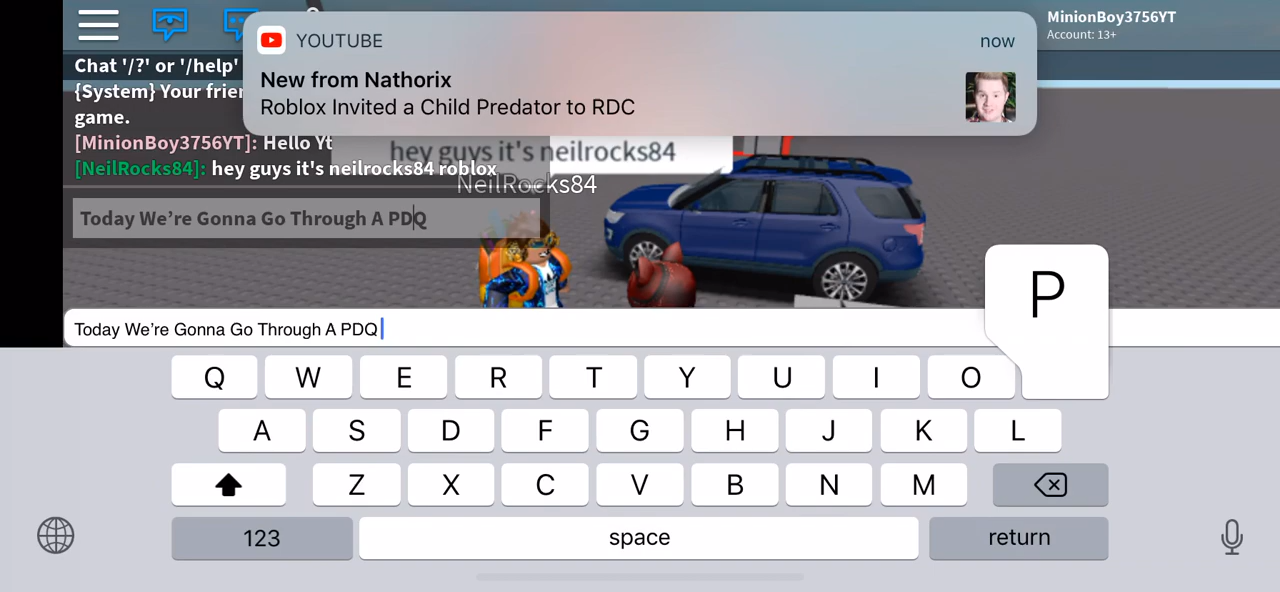 YOUTUBE
now
New from Nathorix
Roblox Invited a Child Predator to RDC
MinionBoy3756YT
Account: 13+
Chat '/?' or '/help'
{System} Your frie
game.
[MinionBoy3756YT]: Hello Yt
[NeilRocks84]: hey guys it's neilrocks84 roblox
hey guys it's neilrocks84
NeilRocks84
Today We’re Gonna Go Through A PDQ
Today We’re Gonna Go Through A PDQ
P
Q W E R T Y U I O
A S D F G H J K L
Z X C V B N M
123 space return